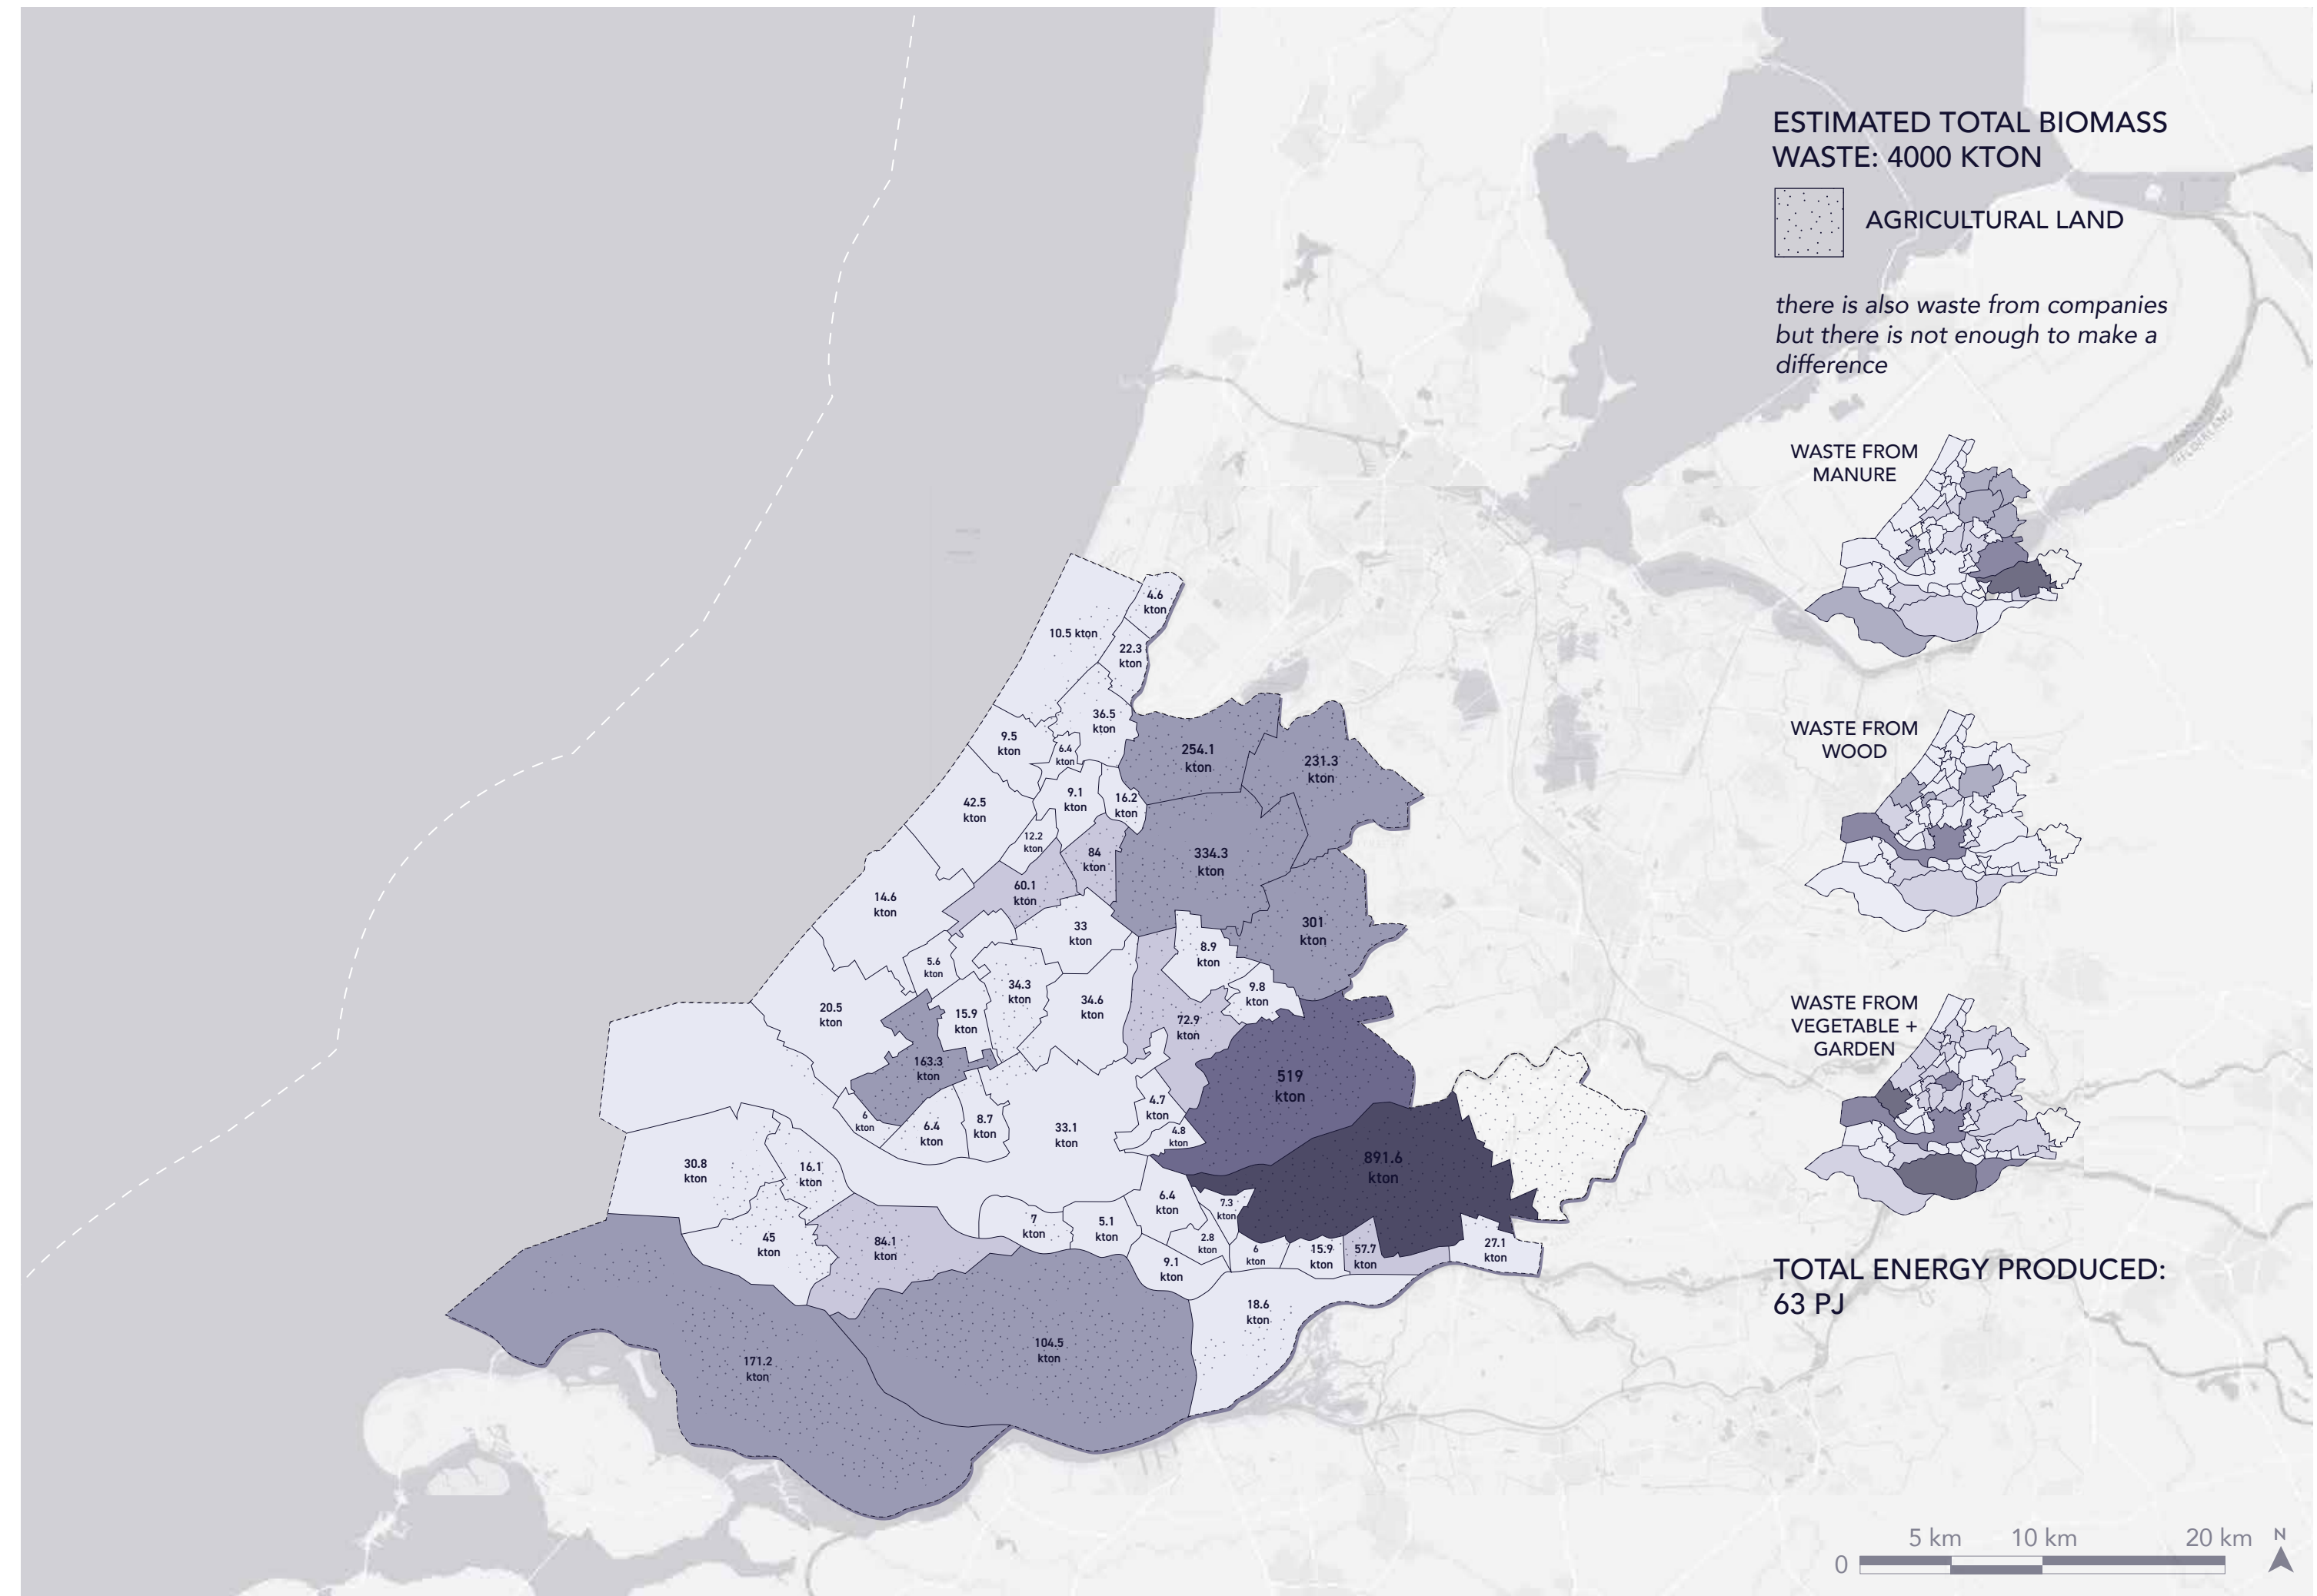 ESTIMATED TOTAL BIOMASS
WASTE: 4000 KTON
AGRICULTURAL LAND
there is also waste from companies
but there is not enough to make a
difference
WASTE FROM
MANURE
WASTE FROM
WOOD
WASTE FROM
VEGETABLE +
GARDEN
TOTAL ENERGY PRODUCED:
63 PJ
4.6
kton
10.5 kton
22.3
kton
36.5
kton
9.5
kton
6.4
kton
254.1
kton
231.3
kton
42.5
kton
9.1
kton
16.2
kton
12.2
kton
84
kton
334.3
kton
60.1
kton
14.6
kton
33
kton
301
kton
8.9
kton
5.6
kton
34.3
kton
9.8
kton
34.6
kton
20.5
kton
15.9
kton
72.9
kton
163.3
kton
519
kton
4.7
kton
6
kton
6.4
kton
8.7
kton
33.1
kton
4.8
kton
891.6
kton
30.8
kton
16.1
kton
6.4
kton
7.3
kton
7
kton
5.1
kton
45
kton
84.1
kton
2.8
kton
6
kton
15.9
kton
57.7
kton
27.1
kton
9.1
kton
18.6
kton
104.5
kton
171.2
kton
0
5 km
10 km
20 km
N